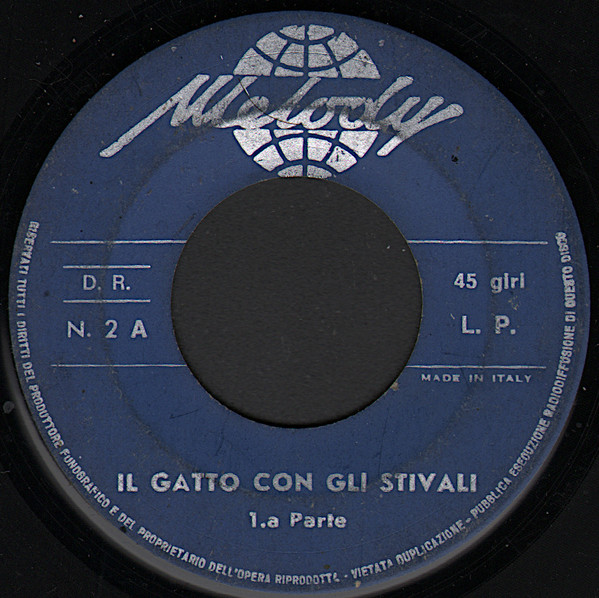 Melody
D. R.
N. 2 A
45 giri
L. P.
MADE IN ITALY
IL GATTO CON GLI STIVALI
1.a Parte
RISERVATI TUTTI I DIRITTI DEL PRODUTTORE FONOGRAFICO E DEL PROPRIETARIO DELL'OPERA RIPRODOTTA - VIETATA DUPLICAZIONE - PUBBLICA ESECUZIONE RADIODIFFUSIONE DI QUESTO DISCO